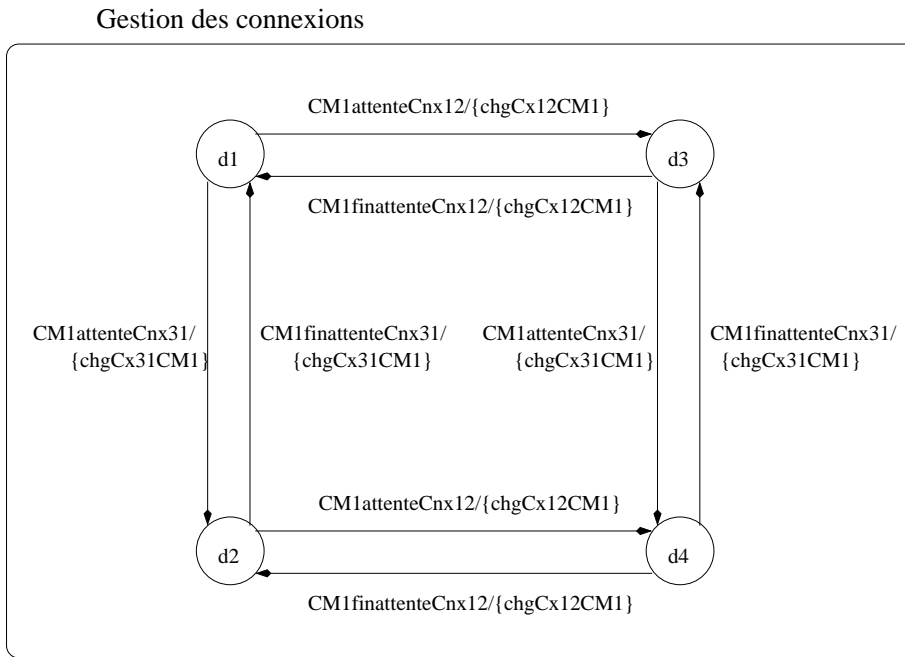 Gestion des connexions
CM1attenteCnx12/{chgCx12CM1}
d1
d3
CM1finattenteCnx12/{chgCx12CM1}
CM1attenteCnx31/
{chgCx31CM1}
CM1finattenteCnx31/
{chgCx31CM1}
CM1attenteCnx31/
{chgCx31CM1}
CM1finattenteCnx31/
{chgCx31CM1}
CM1attenteCnx12/{chgCx12CM1}
d2
d4
CM1finattenteCnx12/{chgCx12CM1}